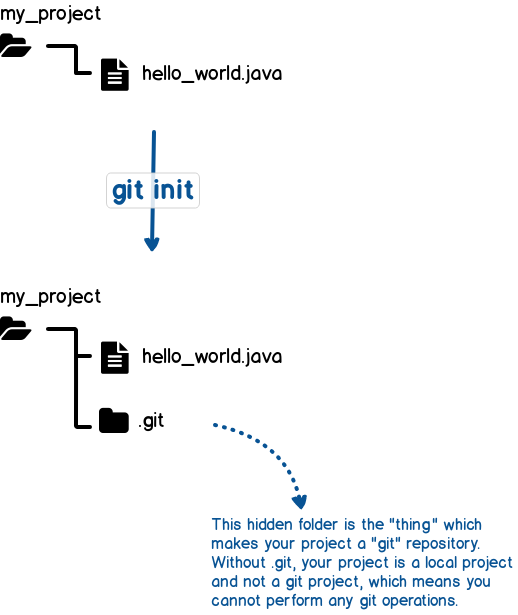 my_project
hello_world.java
git init
my_project
hello_world.java
.git
This hidden folder is the "thing" which
makes your project a "git" repository.
Without .git, your project is a local project
and not a git project, which means you
cannot perform any git operations.